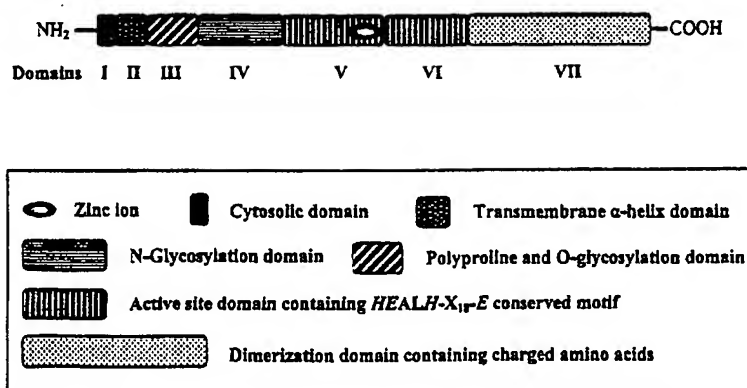 NH2 COOH
Domains I II III IV V VI VII
Zinc ion Cytosolic domain Transmembrane α-helix domain
N-Glycosylation domain Polyproline and O-glycosylation domain
Active site domain containing HEALH-X18-E conserved motif
Dimerization domain containing charged amino acids